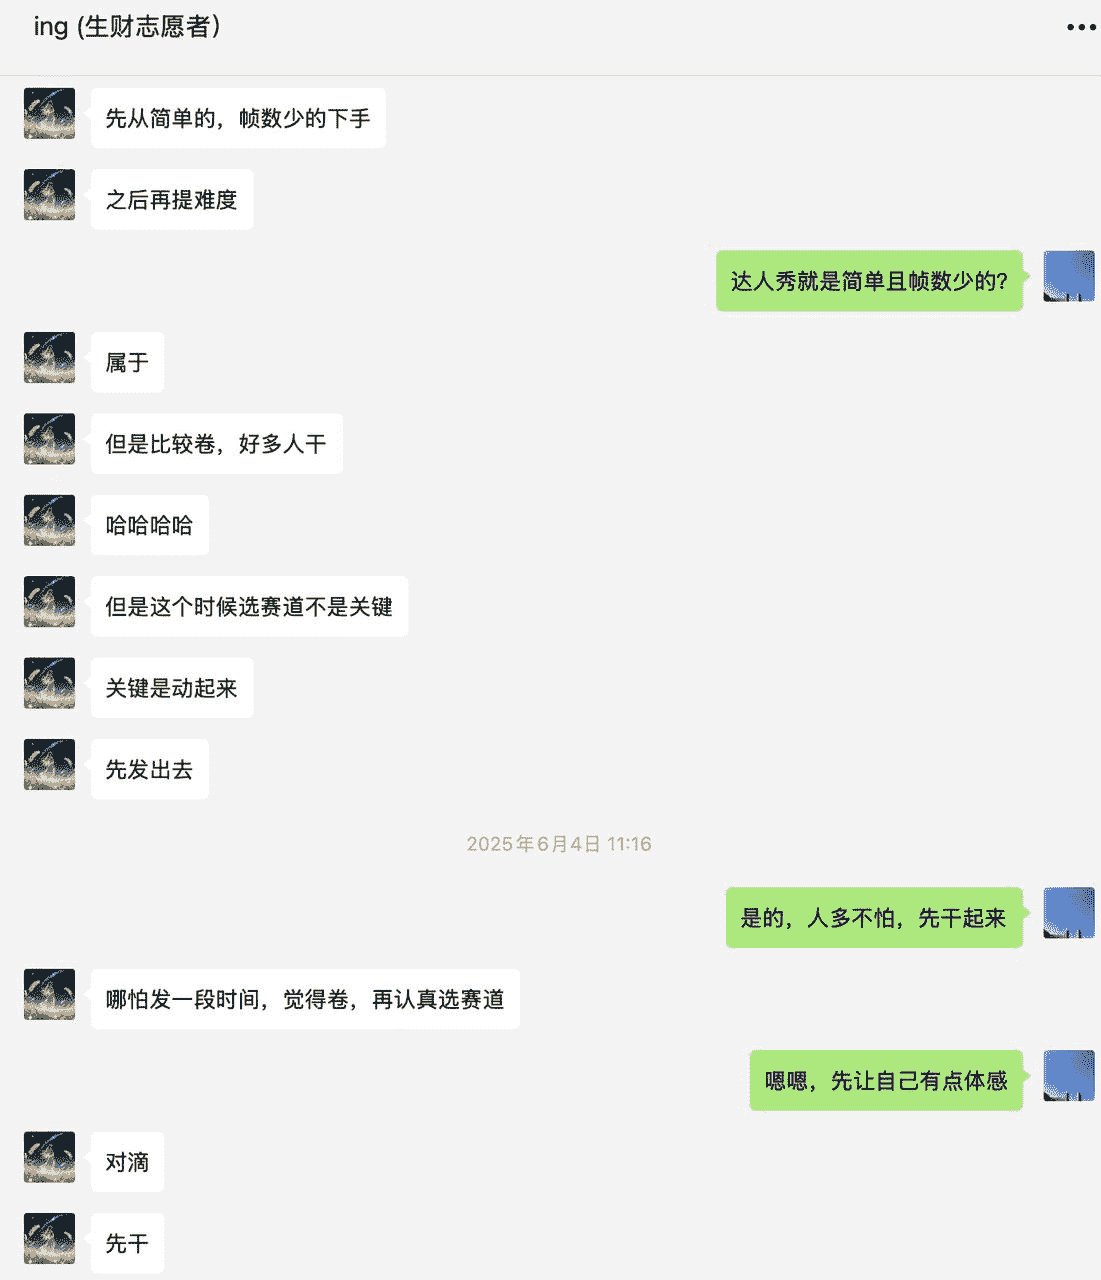 ing (生财志愿者)
先从简单的，帧数少的下手
之后再提难度
达人秀就是简单且帧数少的?
属于
但是比较卷，好多人干
哈哈哈哈
但是这个时候选赛道不是关键
关键是动起来
先发出去
2025年6月4日 11:16
是的，人多不怕，先干起来
哪怕发一段时间，觉得卷，再认真选赛道
嗯嗯，先让自己有点体感
对滴
先干